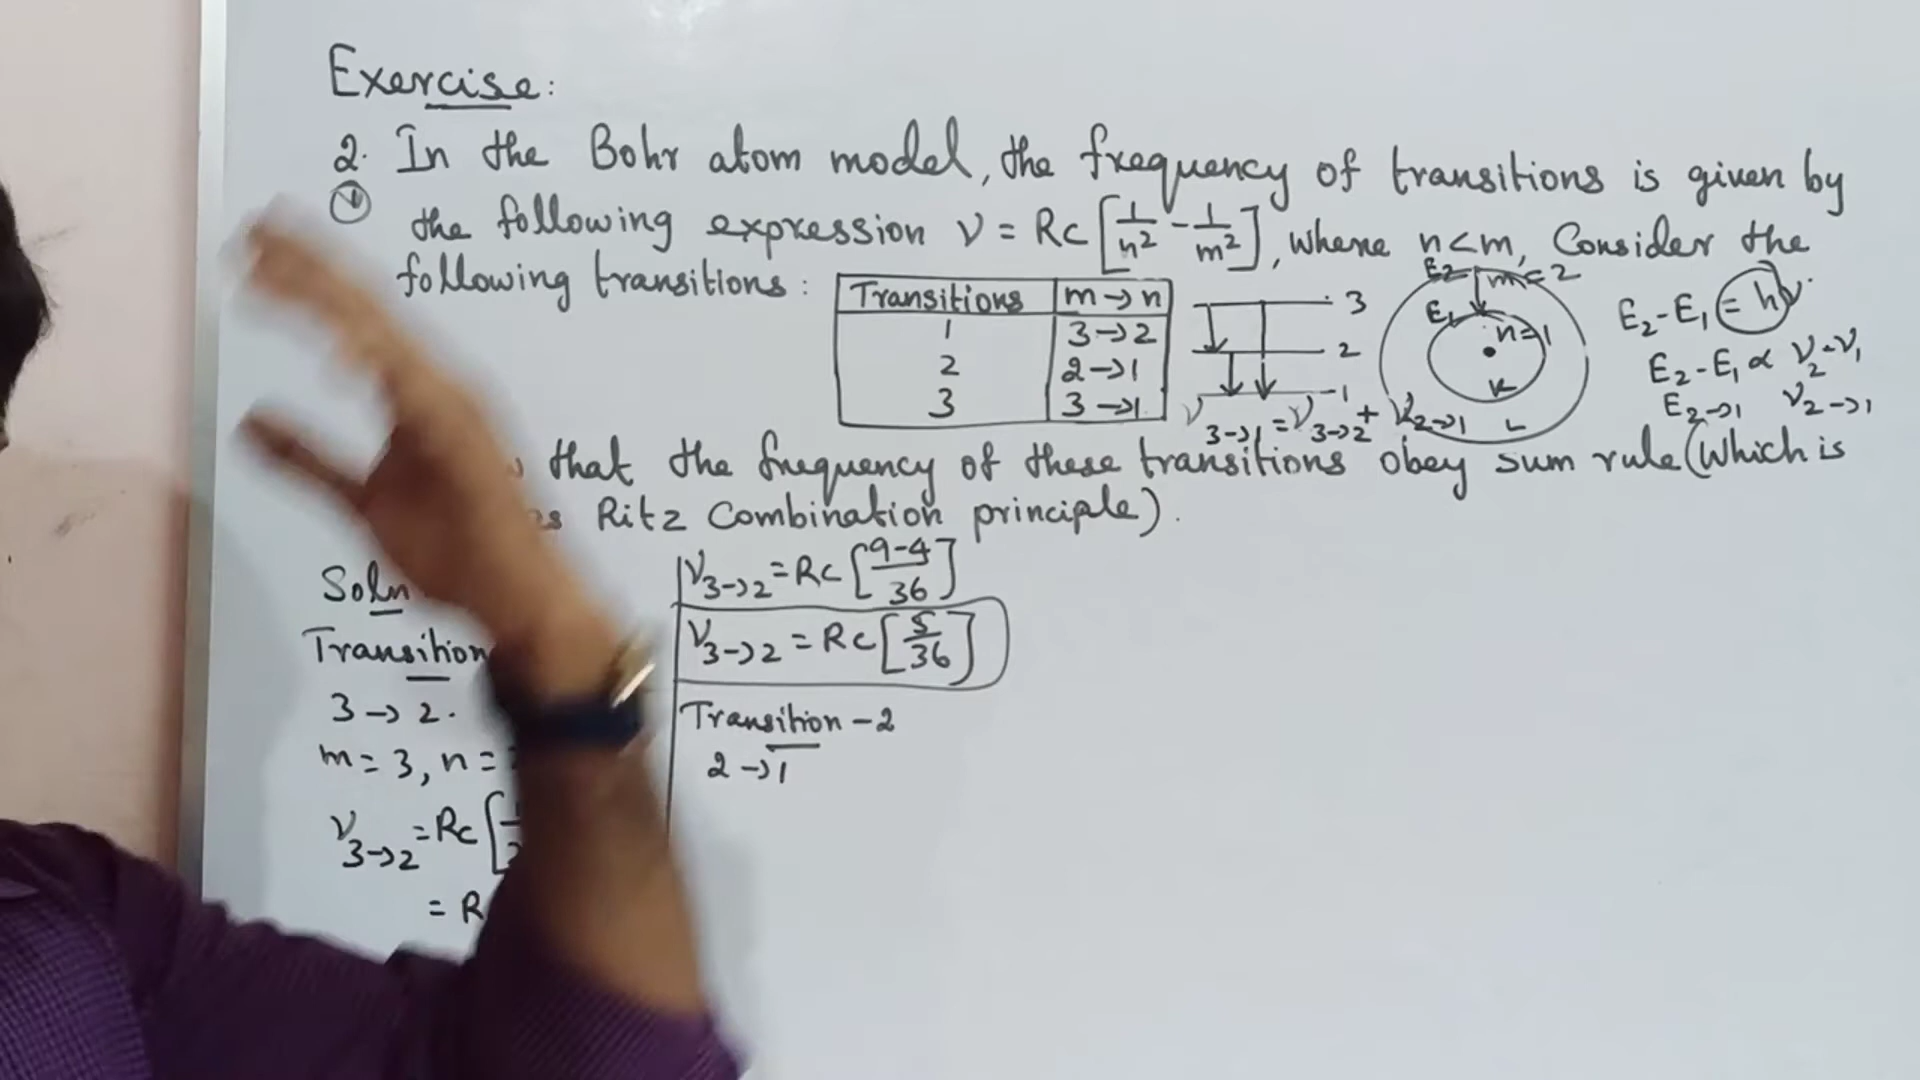 Exercise:
2. In the Bohr atom model, the frequency of transitions is given by
the following expression ν = Rc [1/n² - 1/m²], where n<m, Consider the
following transitions:
Transitions m→n
1 3→2
2 2→1
3 3→1
3
2
1
ν3→1 = ν3→2 + ν2→1
E2 m=2
E1 n=1
K
L
E2-E1 = hν
E2-E1 ∝ ν2-ν1
E2→1 ν2→1
that the frequency of these transitions obey sum rule (which is
as Ritz Combination principle).
Soln
Transition
3→2.
m=3, n=
ν3→2 = Rc [
= R
ν3→2 = Rc [9-4/36]
ν3→2 = Rc [5/36]
Transition-2
2→1